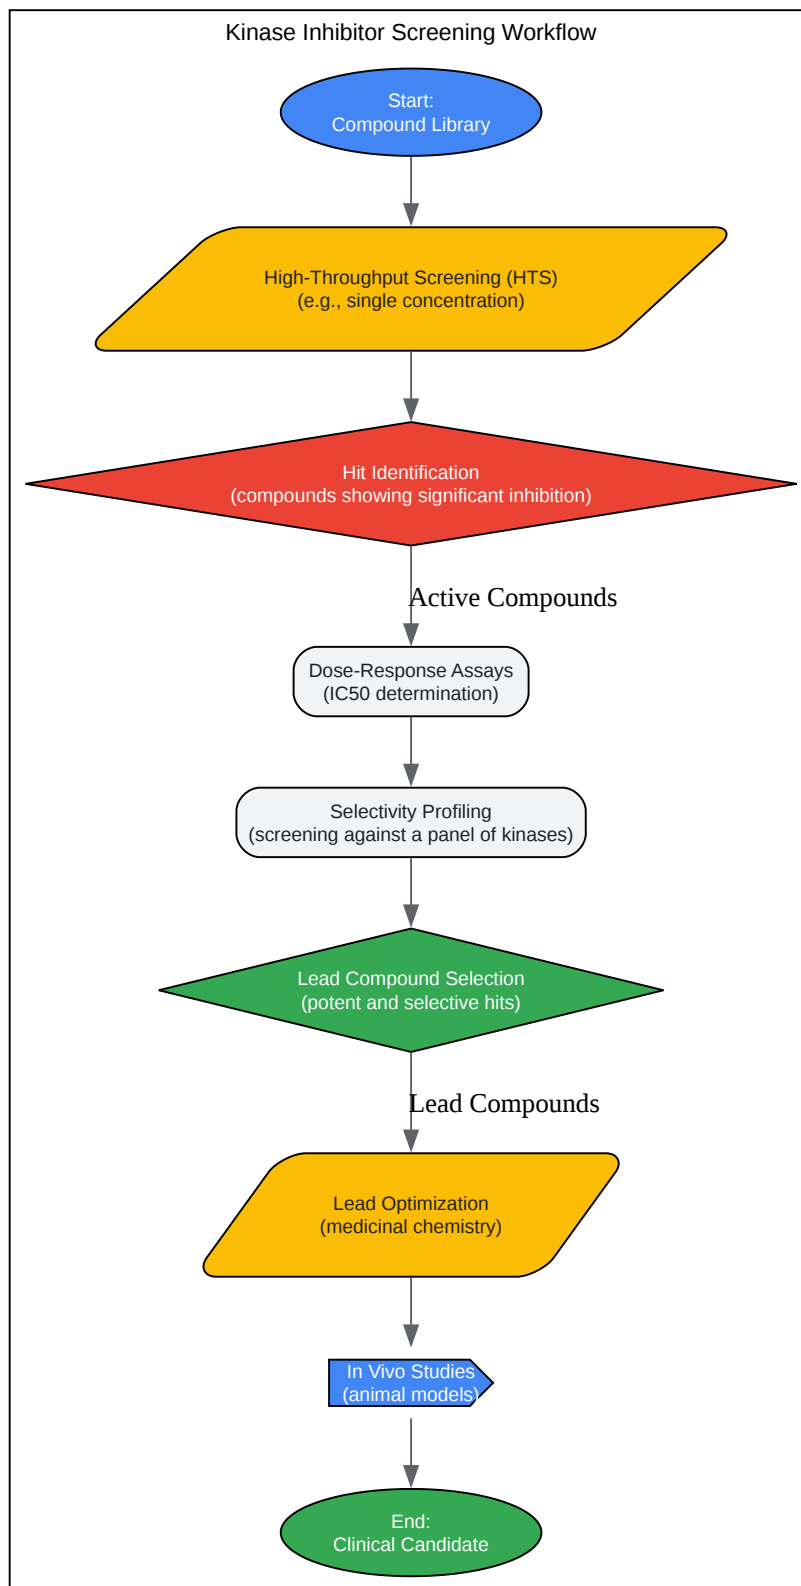 Kinase Inhibitor Screening Workflow
Start:
Compound Library
High-Throughput Screening (HTS)
(e.g., single concentration)
Hit Identification
(compounds showing significant inhibition)
Active Compounds
Dose-Response Assays
(IC50 determination)
Selectivity Profiling
(screening against a panel of kinases)
Lead Compound Selection
(potent and selective hits)
Lead Compounds
Lead Optimization
(medicinal chemistry)
In Vivo Studies
(animal models)
End:
Clinical Candidate